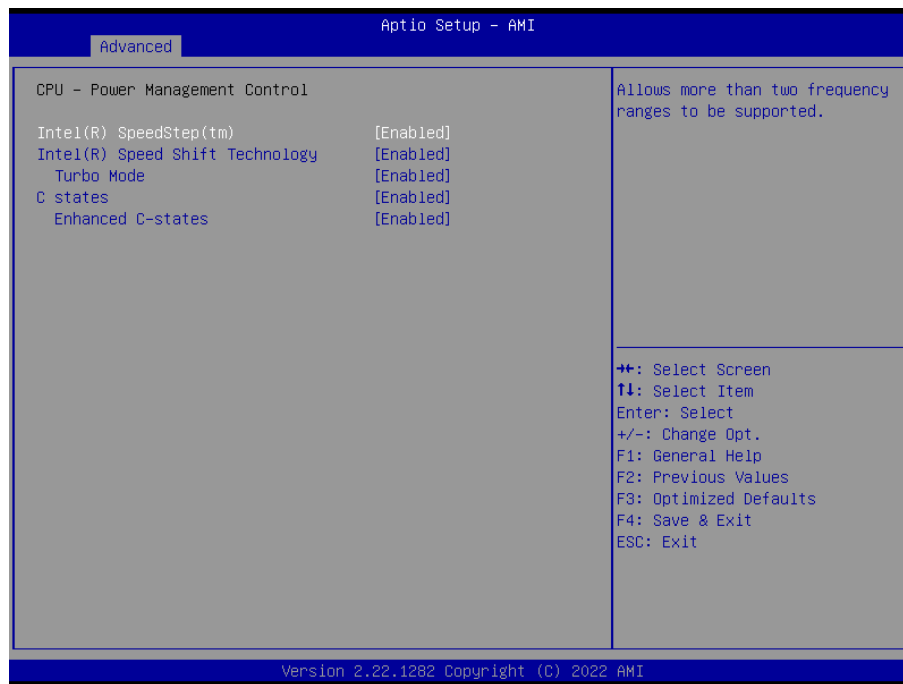 Aptio Setup – AMI
Advanced
CPU – Power Management Control
Intel(R) SpeedStep(tm) [Enabled]
Intel(R) Speed Shift Technology [Enabled]
Turbo Mode [Enabled]
C states [Enabled]
Enhanced C-states [Enabled]
Allows more than two frequency
ranges to be supported.
→←: Select Screen
↑↓: Select Item
Enter: Select
+/-: Change Opt.
F1: General Help
F2: Previous Values
F3: Optimized Defaults
F4: Save & Exit
ESC: Exit
Version 2.22.1282 Copyright (C) 2022 AMI